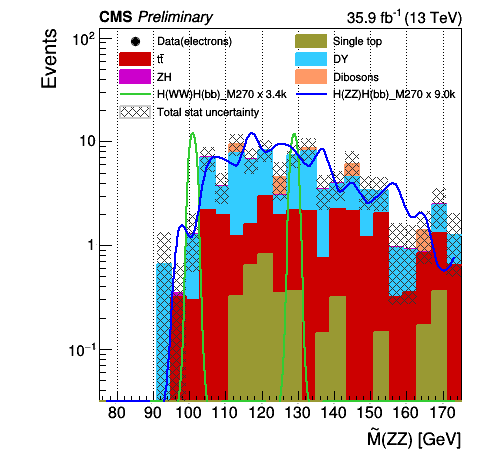 CMS Preliminary 35.9 fb⁻¹ (13 TeV)
Events
Data(electrons) Single top
tt̄ DY
ZH Dibosons
H(WW)H(bb)_M270 x 3.4k H(ZZ)H(bb)_M270 x 9.0k
Total stat uncertainty
10²
10
1
10⁻¹
80 90 100 110 120 130 140 150 160 170
M̃(ZZ) [GeV]